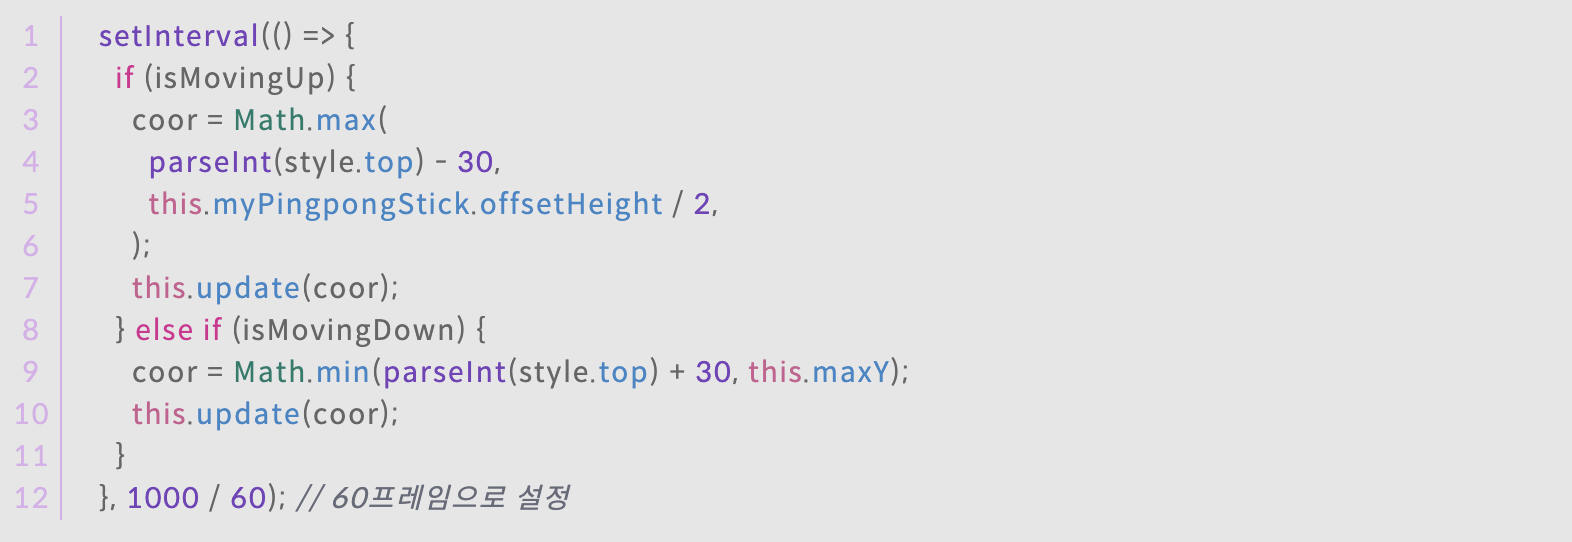 1 setInterval(() => {
2 if (isMovingUp) {
3 coor = Math.max(
4 parseInt(style.top) - 30,
5 this.myPingpongStick.offsetHeight / 2,
6 );
7 this.update(coor);
8 } else if (isMovingDown) {
9 coor = Math.min(parseInt(style.top) + 30, this.maxY);
10 this.update(coor);
11 }
12 }, 1000 / 60); // 60프레임으로 설정